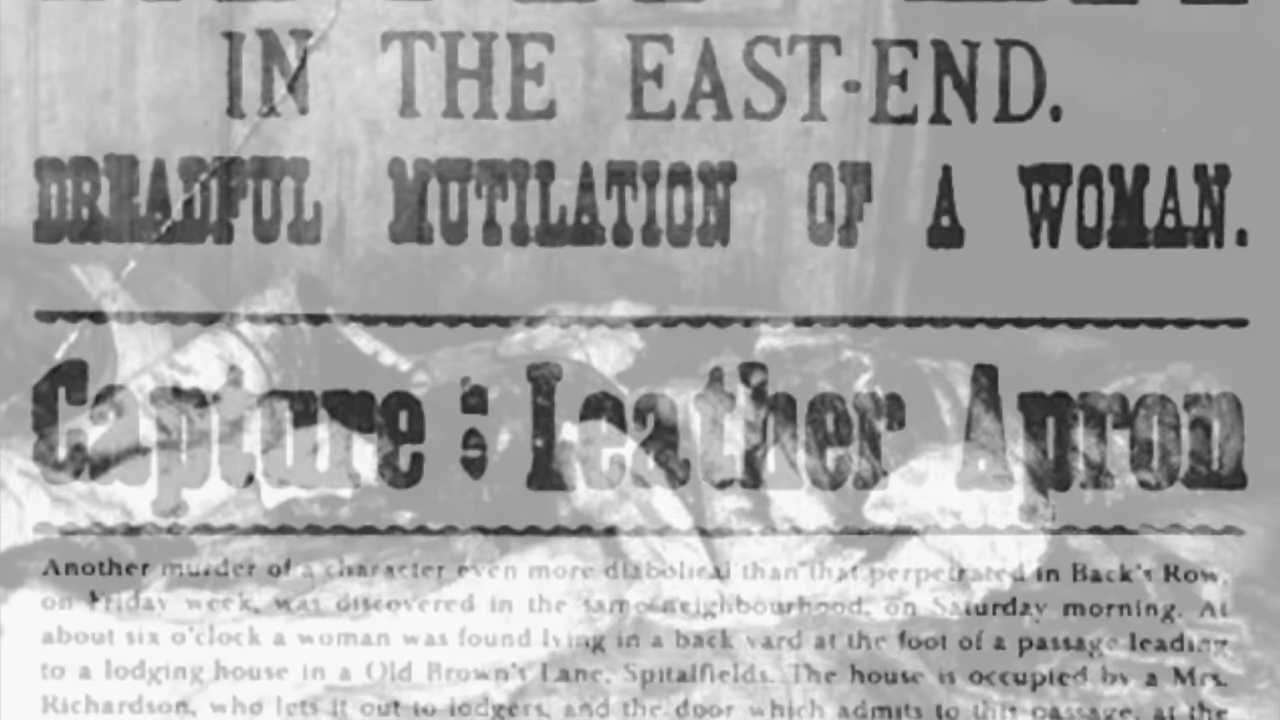 IN THE EAST-END.
DREADFUL MUTILATION OF A WOMAN.
Capture : Leather Apron
Another murder of a character even more diabolical than that perpetrated in Back's Row,
on Friday week, was discovered in the same neighbourhood, on Saturday morning. At
about six o'clock a woman was found lying in a back yard at the foot of a passage leading
to a lodging house in a Old Brown's Lane, Spitalfields. The house is occupied by a Mrs.
Richardson, who lets it out to lodgers, and the door which admits to this passage, at the